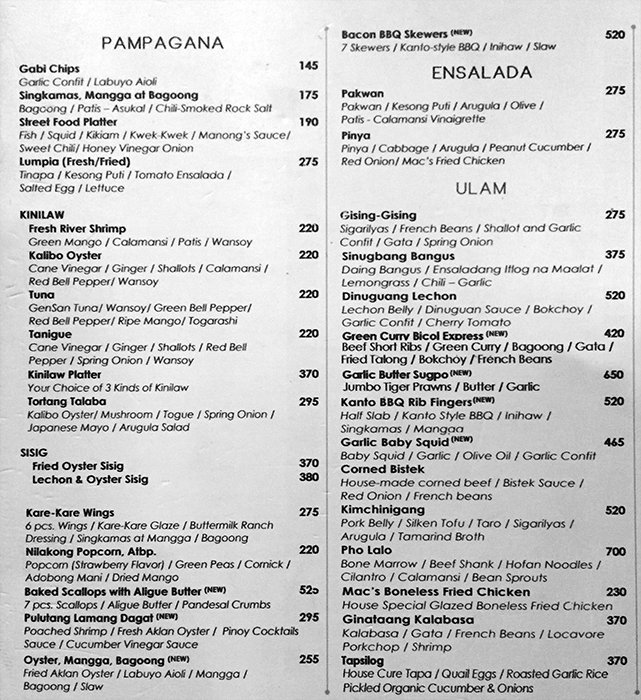 PAMPAGANA
Gabi Chips 145
Garlic Confit / Labuyo Aioli
Singkamas, Mangga at Bagoong 175
Bagoong / Patis – Asukal / Chili-Smoked Rock Salt
Street Food Platter 190
Fish / Squid / Kikiam / Kwek-Kwek / Manong's Sauce/
Sweet Chili/ Honey Vinegar Onion
Lumpia (Fresh/Fried) 275
Tinapa / Kesong Puti / Tomato Ensalada /
Salted Egg / Lettuce
KINILAW
Fresh River Shrimp 220
Green Mango / Calamansi / Patis / Wansoy
Kalibo Oyster 220
Cane Vinegar / Ginger / Shallots / Calamansi /
Red Bell Pepper/ Wansoy
Tuna 220
GenSan Tuna/ Wansoy/ Green Bell Pepper/
Red Bell Pepper/ Ripe Mango/ Togarashi
Tanigue 220
Cane Vinegar / Ginger / Shallots / Red Bell
Pepper / Spring Onion / Wansoy
Kinilaw Platter 370
Your Choice of 3 Kinds of Kinilaw
Tortang Talaba 295
Kalibo Oyster/ Mushroom / Togue / Spring Onion /
Japanese Mayo / Arugula Salad
SISIG
Fried Oyster Sisig 370
Lechon & Oyster Sisig 380
Kare-Kare Wings 275
6 pcs. Wings / Kare-Kare Glaze / Buttermilk Ranch
Dressing / Singkamas at Mangga / Bagoong
Nilakong Popcorn, Atbp. 220
Popcorn (Strawberry Flavor) / Green Peas / Cornick /
Adobong Mani / Dried Mango
Baked Scallops with Aligue Butter (NEW) 525
7 pcs. Scallops / Aligue Butter / Pandesal Crumbs
Pulutang Lamang Dagat (NEW) 295
Poached Shrimp / Fresh Aklan Oyster / Pinoy Cocktails
Sauce / Cucumber Vinegar Sauce
Oyster, Mangga, Bagoong (NEW) 255
Fried Aklan Oyster / Labuyo Aioli / Mangga /
Bagoong / Slaw
Bacon BBQ Skewers (NEW) 520
7 Skewers / Kanto-style BBQ / Inihaw / Slaw
ENSALADA
Pakwan 275
Pakwan / Kesong Puti / Arugula / Olive /
Patis - Calamansi Vinaigrette
Pinya 275
Pinya / Cabbage / Arugula / Peanut Cucumber /
Red Onion/ Mac's Fried Chicken
ULAM
Gising-Gising 275
Sigarilyas / French Beans / Shallot and Garlic
Confit / Gata / Spring Onion
Sinugbang Bangus 375
Daing Bangus / Ensaladang Itlog na Maalat /
Lemongrass / Chili – Garlic
Dinuguang Lechon 520
Lechon Belly / Dinuguan Sauce / Bokchoy /
Garlic Confit / Cherry Tomato
Green Curry Bicol Express (NEW) 420
Beef Short Ribs / Green Curry / Bagoong / Gata /
Fried Talong / Bokchoy / French Beans
Garlic Butter Sugpo (NEW) 650
Jumbo Tiger Prawns / Butter / Garlic
Kanto BBQ Rib Fingers (NEW) 520
Half Slab / Kanto Style BBQ / Inihaw /
Singkamas / Mangaa
Garlic Baby Squid (NEW) 465
Baby Squid / Garlic / Olive Oil / Garlic Confit
Corned Bistek
House-made corned beef / Bistek Sauce /
Red Onion / French beans
Kimchinigang 520
Pork Belly / Silken Tofu / Taro / Sigarilyas /
Arugula / Tamarind Broth
Pho Lalo 700
Bone Marrow / Beef Shank / Hofan Noodles /
Cilantro / Calamansi / Bean Sprouts
Mac's Boneless Fried Chicken 230
House Special Glazed Boneless Fried Chicken
Ginataang Kalabasa 370
Kalabasa / Gata / French Beans / Locavore
Porkchop / Shrimp
Tapsilog 370
House Cure Tapa / Quail Eggs / Roasted Garlic Rice
Pickled Organic Cucumber & Onions